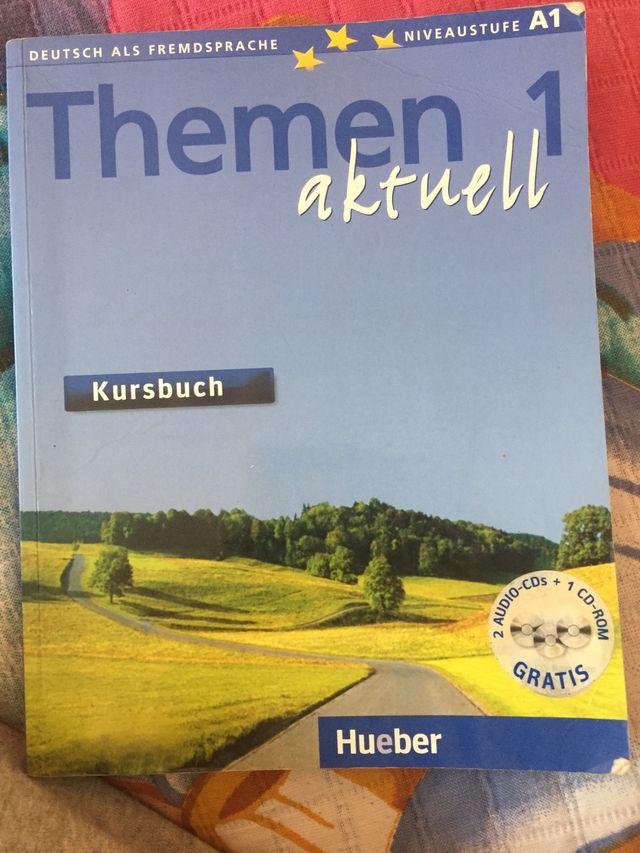 DEUTSCH ALS FREMDSPRACHE
NIVEAUSTUFE A1
Themen 1
aktuell
Kursbuch
2 AUDIO-CDs + 1 CD-ROM
GRATIS
Hueber